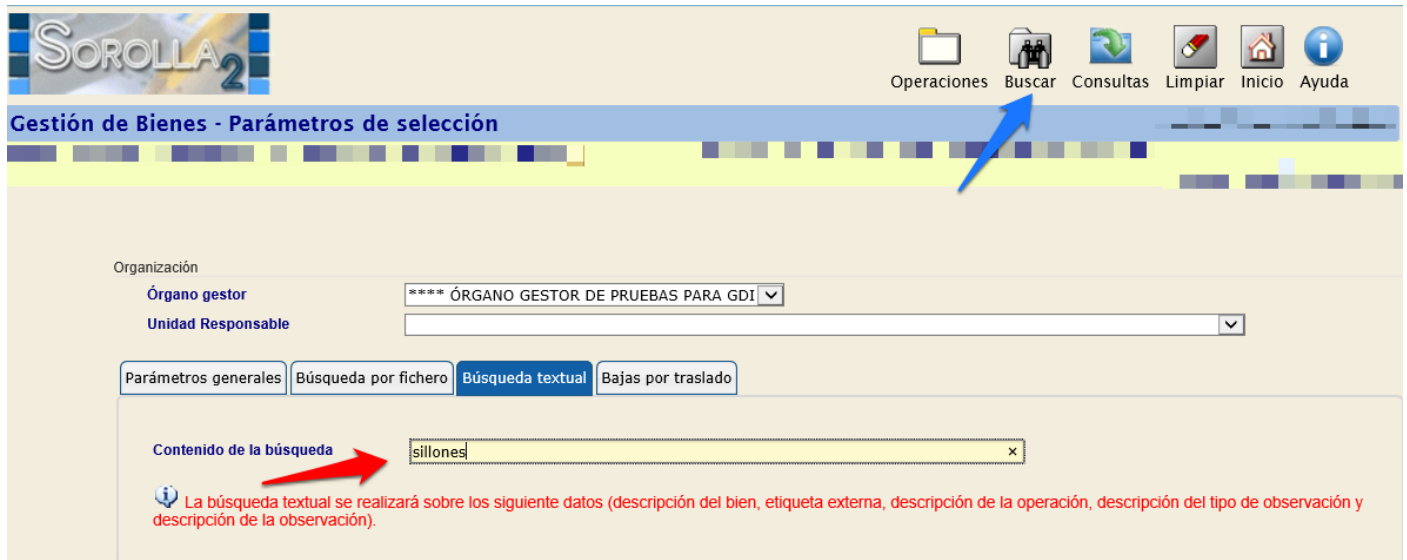 SOROLLA2
Operaciones Buscar Consultas Limpiar Inicio Ayuda
Gestión de Bienes - Parámetros de selección
Organización
Órgano gestor **** ÓRGANO GESTOR DE PRUEBAS PARA GDI
Unidad Responsable
Parámetros generales Búsqueda por fichero Búsqueda textual Bajas por traslado
Contenido de la búsqueda sillones ×
La búsqueda textual se realizará sobre los siguiente datos (descripción del bien, etiqueta externa, descripción de la operación, descripción del tipo de observación y
descripción de la observación).